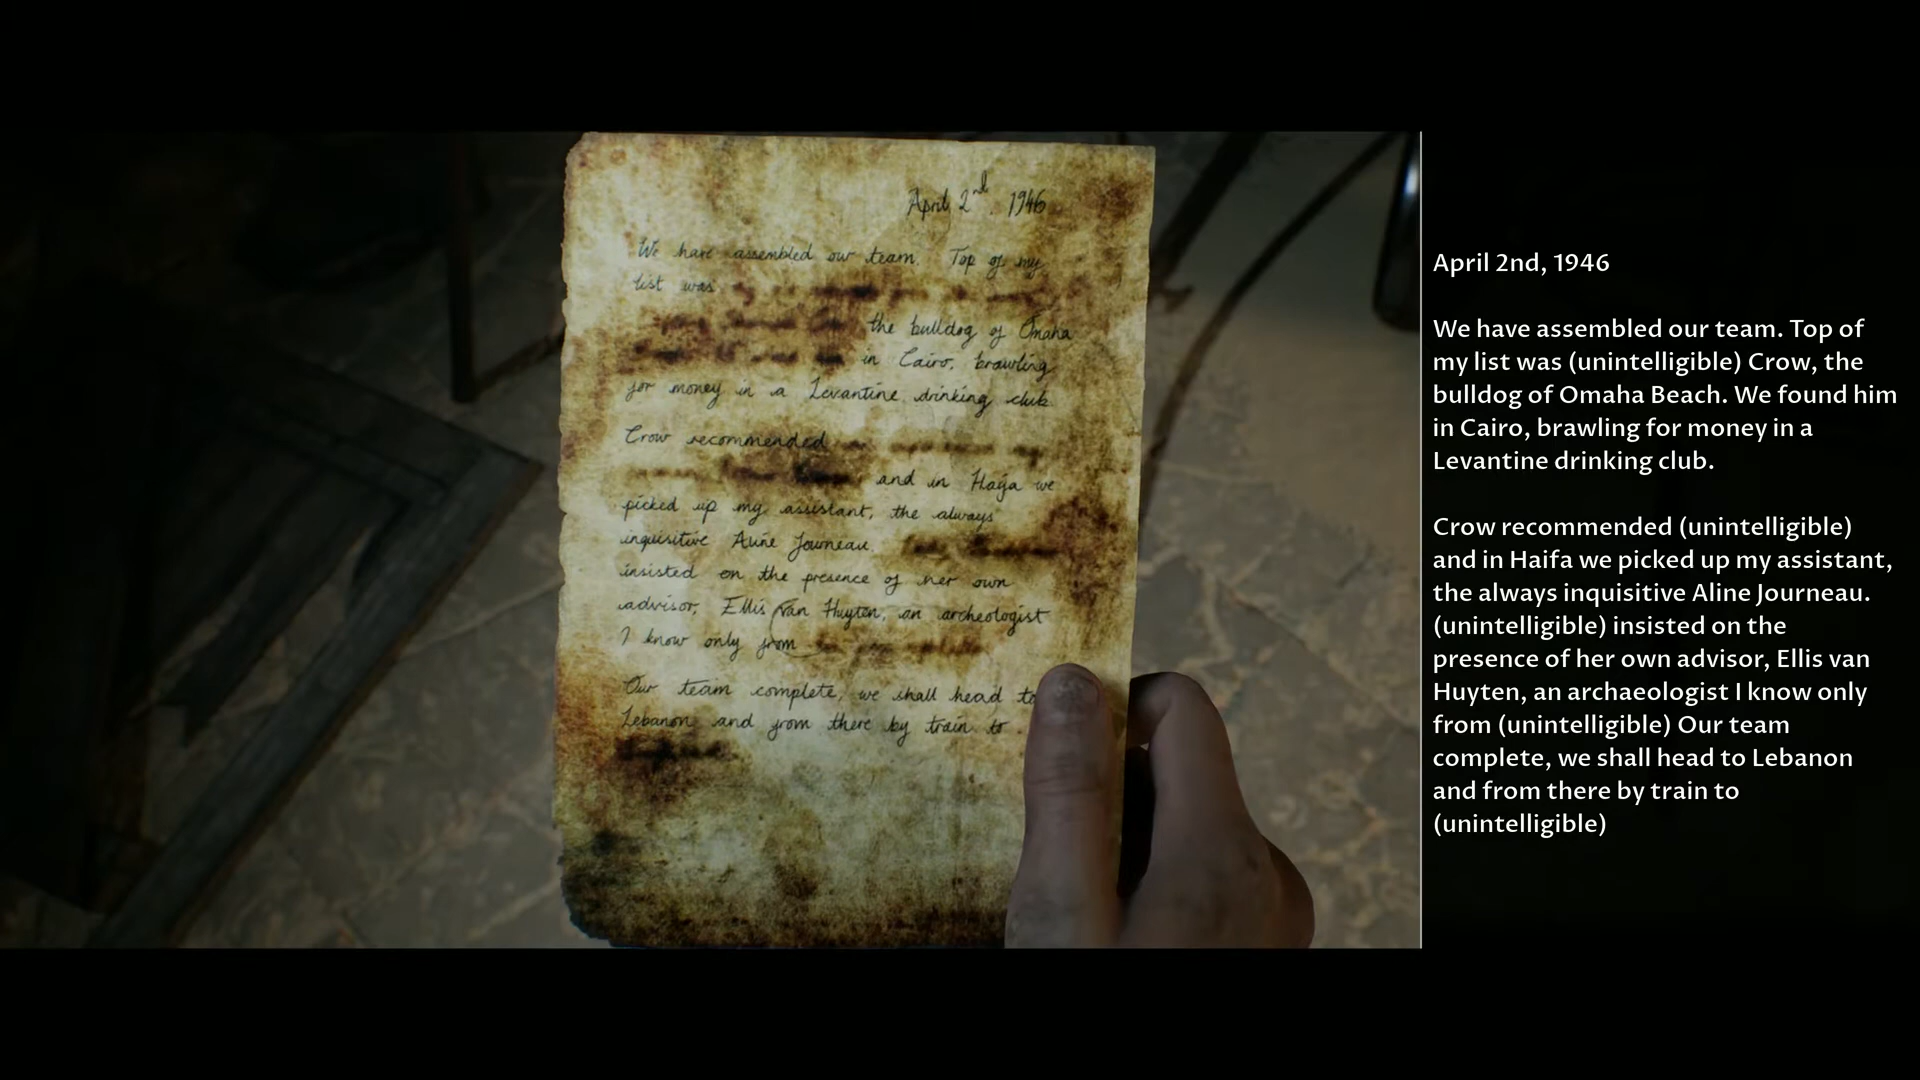 April 2nd, 1946
We have assembled our team. Top of my
list was
the bulldog of Omaha
in Cairo, brawling
for money in a Levantine drinking club.
Crow recommended
and in Haifa we
picked up my assistant, the always
inquisitive Aline Journeau.
insisted on the presence of her own
advisor, Ellis van Huyten, an archeologist
I know only from
Our team complete, we shall head to
Lebanon and from there by train to
April 2nd, 1946
We have assembled our team. Top of
my list was (unintelligible) Crow, the
bulldog of Omaha Beach. We found him
in Cairo, brawling for money in a
Levantine drinking club.
Crow recommended (unintelligible)
and in Haifa we picked up my assistant,
the always inquisitive Aline Journeau.
(unintelligible) insisted on the
presence of her own advisor, Ellis van
Huyten, an archaeologist I know only
from (unintelligible) Our team
complete, we shall head to Lebanon
and from there by train to
(unintelligible)